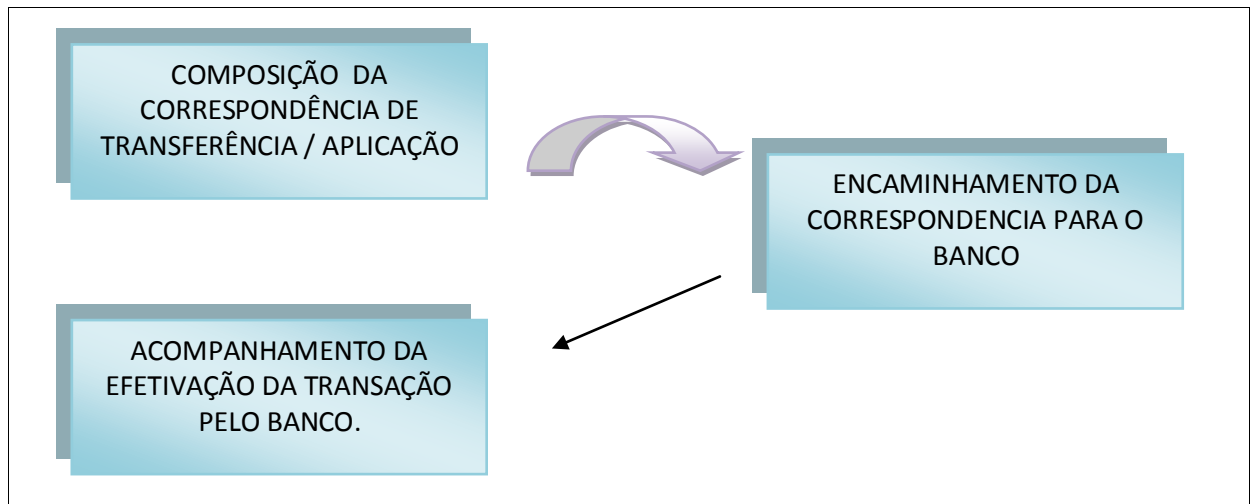 COMPOSIÇÃO DA
CORRESPONDÊNCIA DE
TRANSFERÊNCIA / APLICAÇÃO
ENCAMINHAMENTO DA
CORRESPONDENCIA PARA O
BANCO
ACOMPANHAMENTO DA
EFETIVAÇÃO DA TRANSAÇÃO
PELO BANCO.